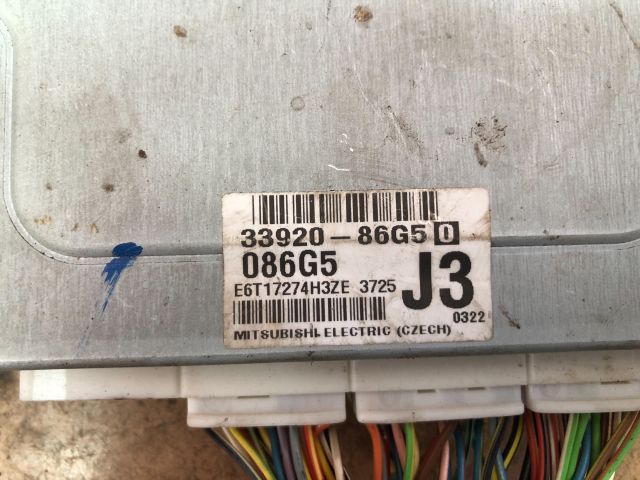 33920-86G5 0
086G5
E6T17274H3ZE 3725
J3
0322
MITSUBISHI ELECTRIC (CZECH)